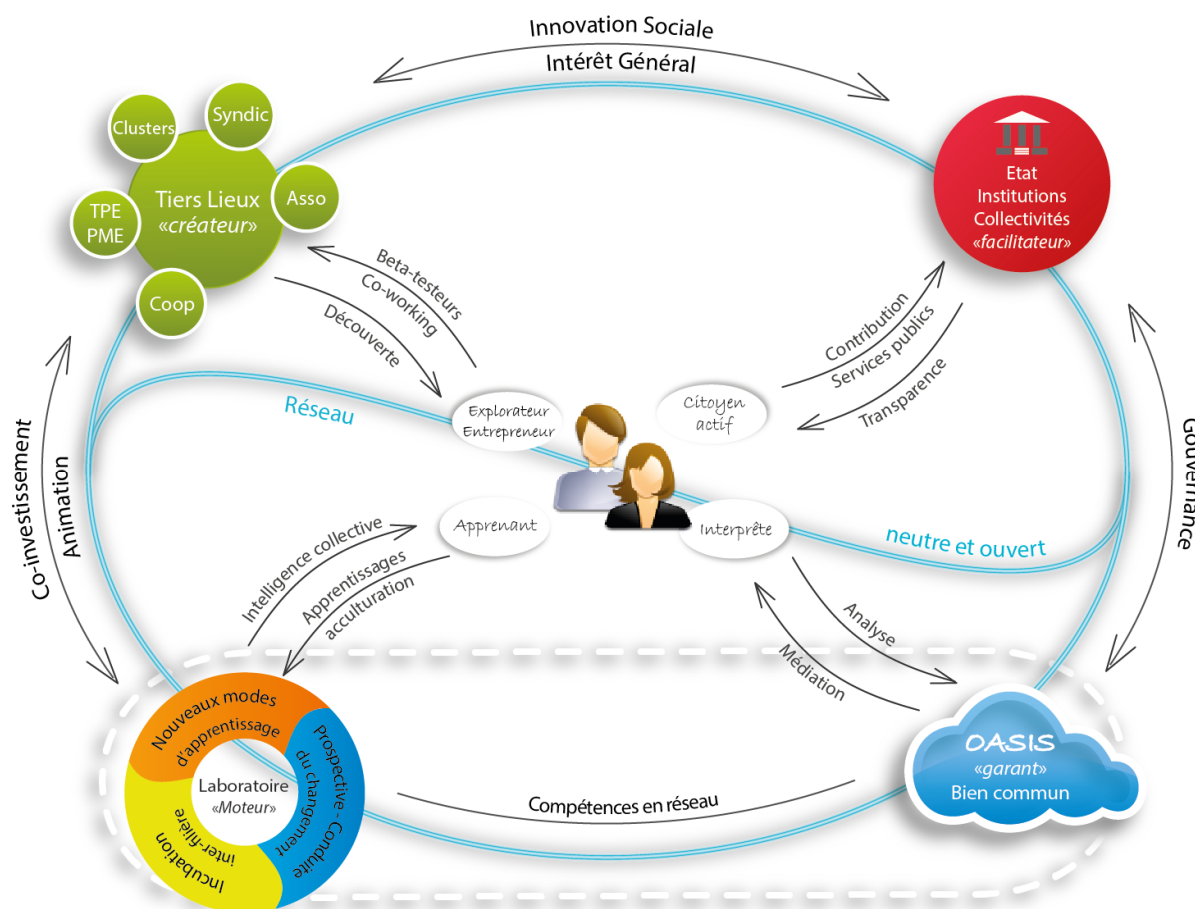 Innovation Sociale
Intérêt Général
Clusters
Syndic
Tiers Lieux
«créateur»
Asso
TPE
PME
Coop
Etat
Institutions
Collectivités
«facilitateur»
Beta-testeurs
Co-working
Découverte
Contribution
Services publics
Transparence
Réseau
Explorateur
Entrepreneur
Citoyen
actif
Co-investissement
Animation
Gouvernance
Apprenant
Interprête
neutre et ouvert
Intelligence collective
Apprentissages
acculturation
Analyse
Médiation
Nouveaux modes
d'apprentissage
Prospective - Conduite
du changement
Incubation
inter-filière
Laboratoire
«Moteur»
Compétences en réseau
OASIS
«garant»
Bien commun